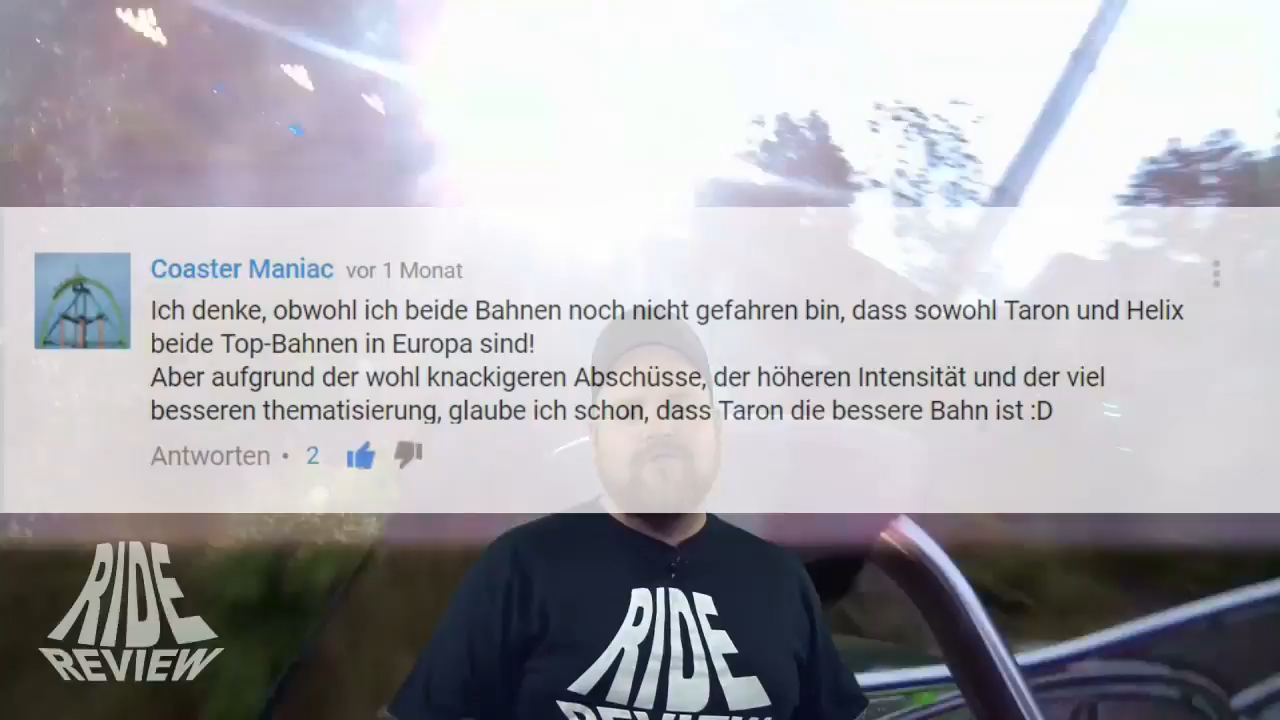 Coaster Maniac vor 1 Monat
Ich denke, obwohl ich beide Bahnen noch nicht gefahren bin, dass sowohl Taron und Helix
beide Top-Bahnen in Europa sind!
Aber aufgrund der wohl knackigeren Abschüsse, der höheren Intensität und der viel
besseren thematisierung, glaube ich schon, dass Taron die bessere Bahn ist :D
Antworten • 2
RIDE
REVIEW
RIDE
REVIEW